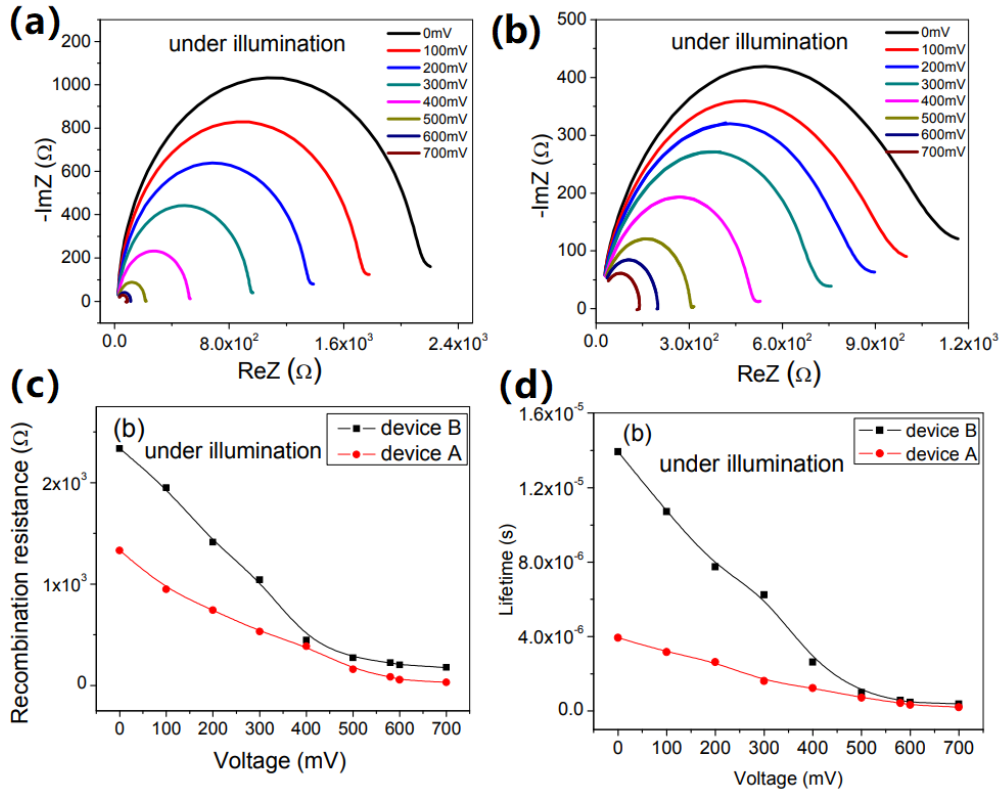 (a)
under illumination
0mV
100mV
200mV
300mV
400mV
500mV
600mV
700mV
1200
1000
800
600
400
200
0
-ImZ (Ω)
0.0
8.0x10²
1.6x10³
2.4x10³
ReZ (Ω)
(b)
under illumination
0mV
100mV
200mV
300mV
400mV
500mV
600mV
700mV
500
400
300
200
100
0
-ImZ (Ω)
0.0
3.0x10²
6.0x10²
9.0x10²
1.2x10³
ReZ (Ω)
(c)
(b)
under illumination
device B
device A
2x10³
1x10³
0
Recombination resistance (Ω)
0
100
200
300
400
500
600
700
Voltage (mV)
(d)
(b)
under illumination
device B
device A
1.6x10⁻⁵
1.2x10⁻⁵
8.0x10⁻⁶
4.0x10⁻⁶
0.0
Lifetime (s)
0
100
200
300
400
500
600
700
Voltage (mV)